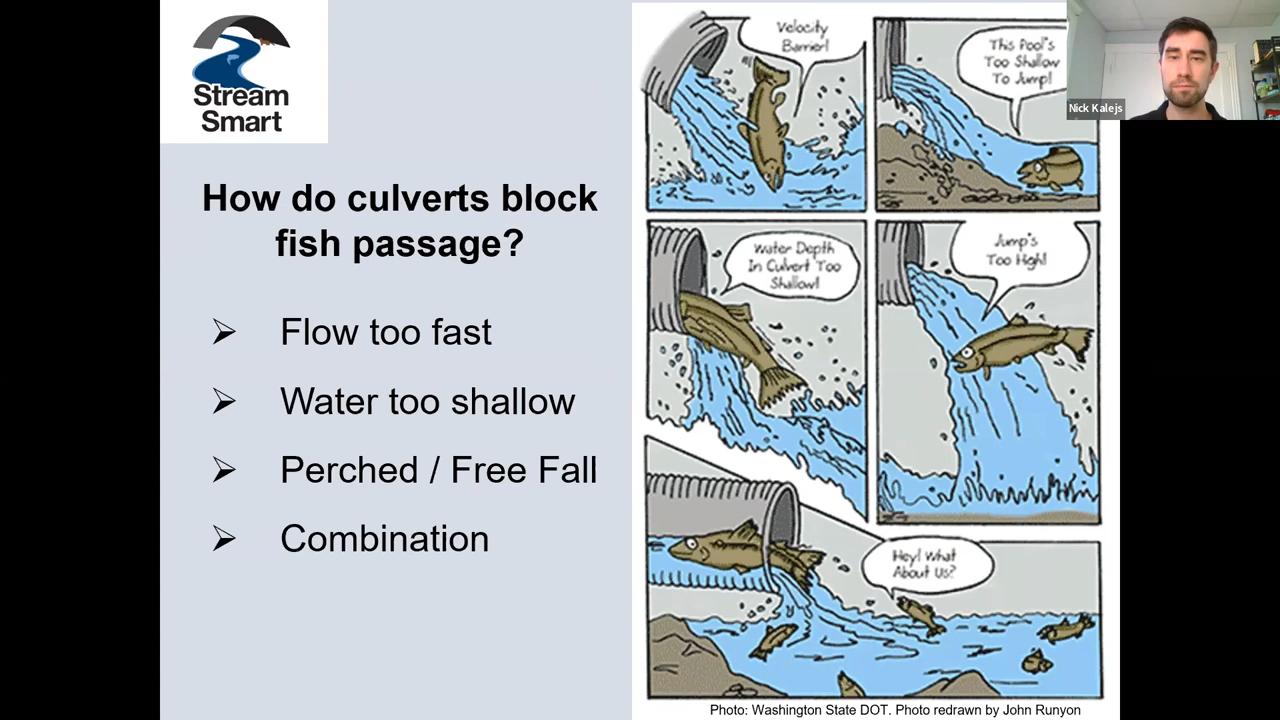 Stream
Smart
How do culverts block
fish passage?
Flow too fast
Water too shallow
Perched / Free Fall
Combination
Velocity
Barrier!
This Pool's
Too Shallow
To Jump!
Water Depth
In Culvert Too
Shallow!
Jump's
Too High!
Hey! What
About Us?
Photo: Washington State DOT. Photo redrawn by John Runyon
Nick Kalejs